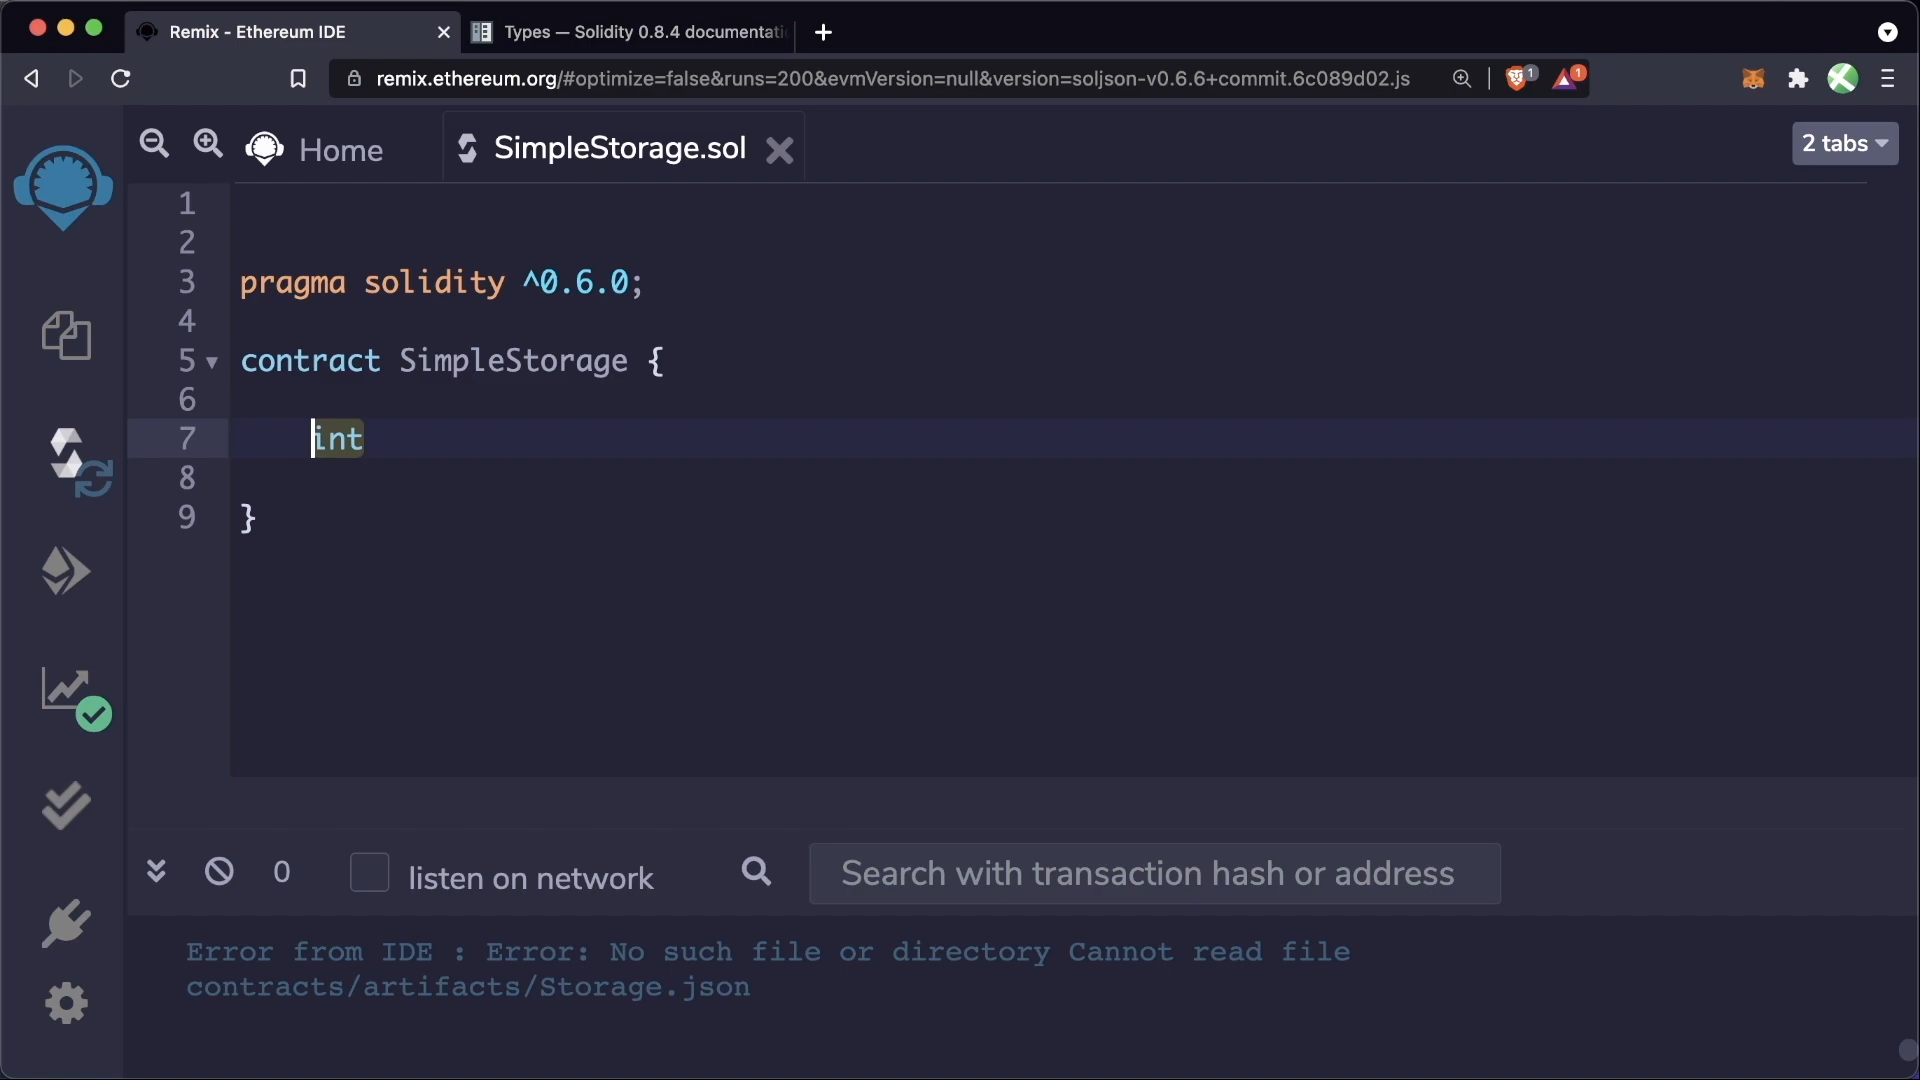 Remix - Ethereum IDE
Types — Solidity 0.8.4 documentati
remix.ethereum.org/#optimize=false&runs=200&evmVersion=null&version=soljson-v0.6.6+commit.6c089d02.js
1
1
Home
SimpleStorage.sol
2 tabs
1
2
3 pragma solidity ^0.6.0;
4
5 contract SimpleStorage {
6
7 int
8
9 }
0
listen on network
Search with transaction hash or address
Error from IDE : Error: No such file or directory Cannot read file
contracts/artifacts/Storage.json